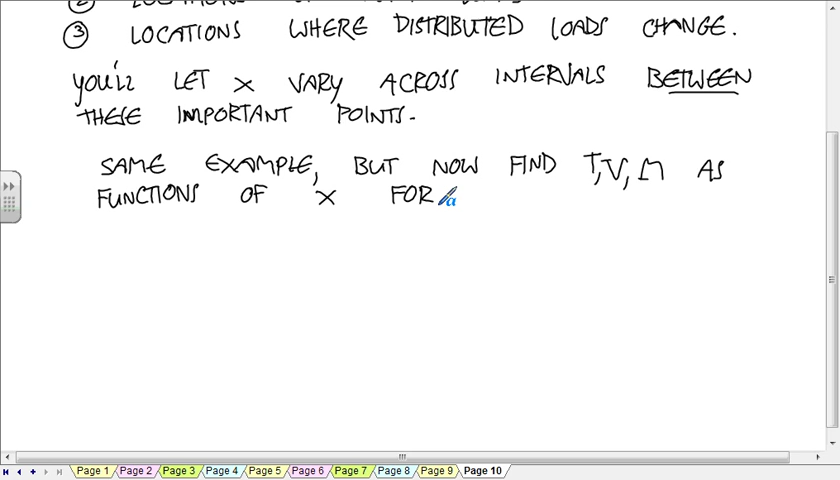 ③ LOCATIONS WHERE DISTRIBUTED LOADS CHANGE.
YOU'LL LET X VARY ACROSS INTERVALS BETWEEN
THESE IMPORTANT POINTS.
SAME EXAMPLE, BUT NOW FIND T, V, M AS
FUNCTIONS OF X FOR
Page 1 Page 2 Page 3 Page 4 Page 5 Page 6 Page 7 Page 8 Page 9 Page 10